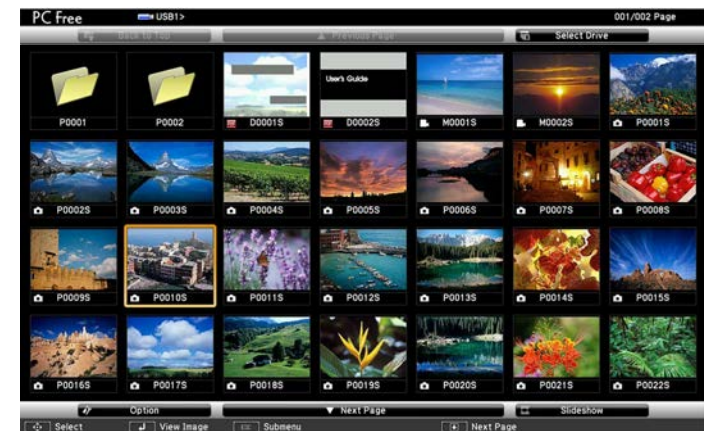 PC Free USB1> 001/002 Page
Back to Top Previous Page Select Drive
User's Guide
P0001 P0002 D0001S D0002S M0001S M0002S P0001S
P0002S P0003S P0004S P0005S P0006S P0007S P0008S
P0009S P0010S P0011S P0012S P0013S P0014S P0015S
P0016S P0017S P0018S P0019S P0020S P0021S P0022S
Option Next Page Slideshow
Select View Image Submenu Next Page